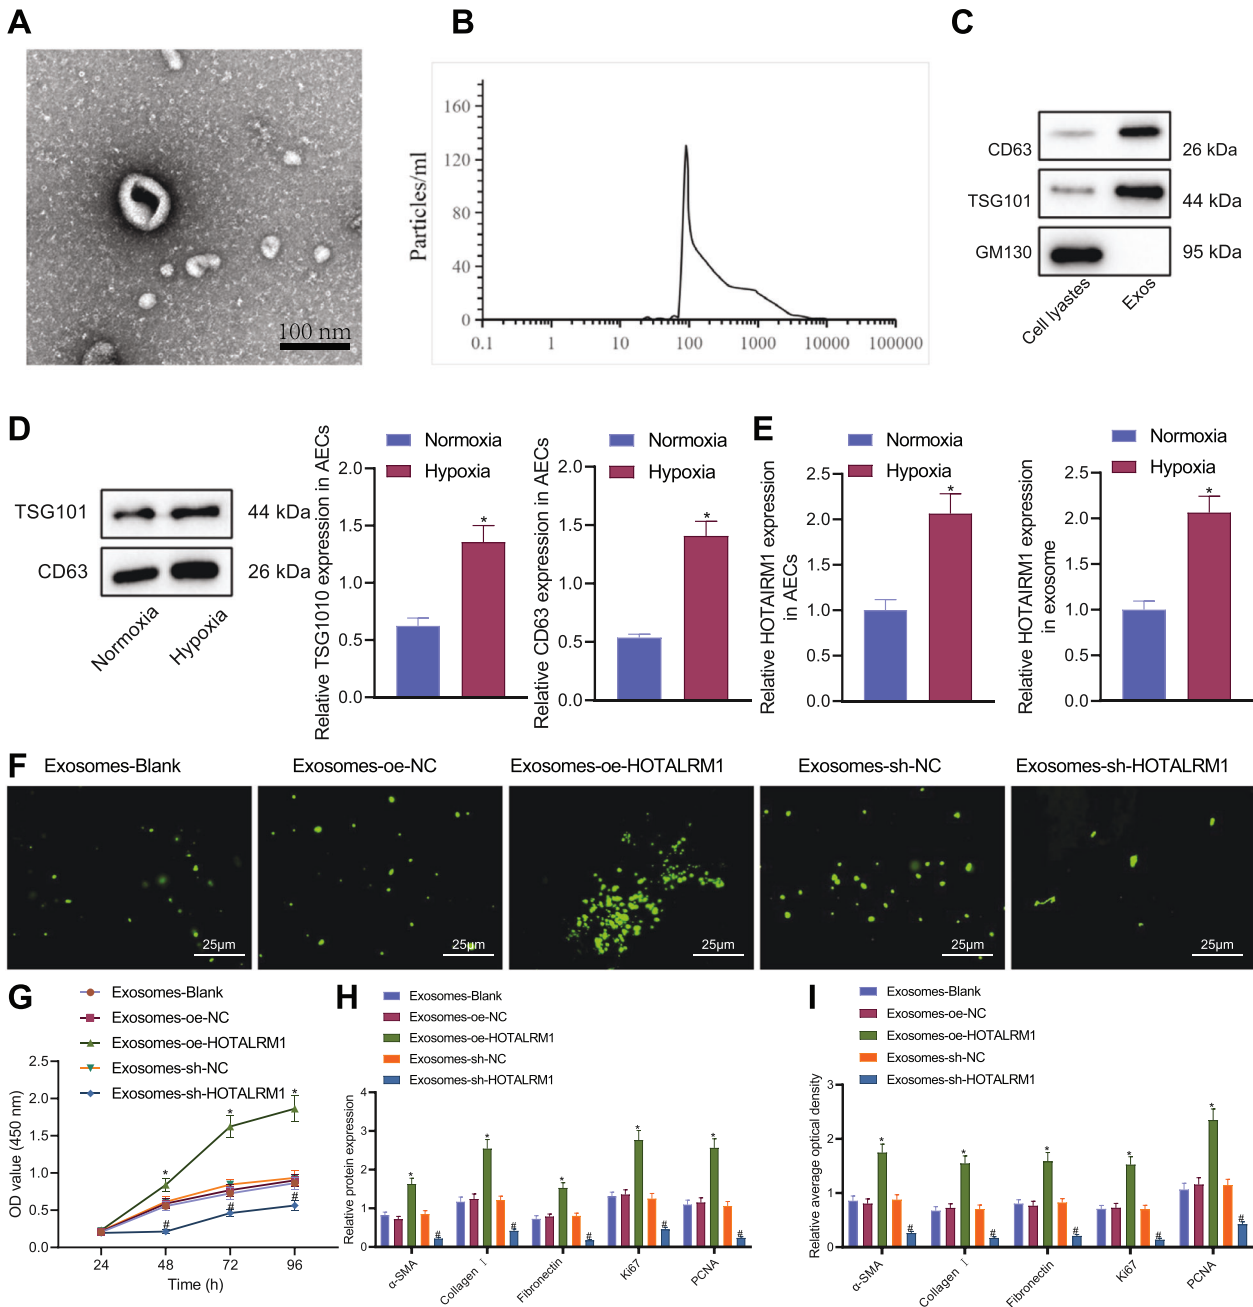 A
100 nm
B
Particles/ml
160
120
80
40
0
0.1 1 10 100 1000 10000 100000
C
CD63 26 kDa
TSG101 44 kDa
GM130 95 kDa
Cell lyastes Exos
D
TSG101 44 kDa
CD63 26 kDa
Normoxia Hypoxia
Normoxia
Hypoxia
Relative TSG1010 expression in AECs
2.0
1.5
*
1.0
0.5
0.0
Normoxia
Hypoxia
Relative CD63 expression in AECs
2.0
1.5
*
1.0
0.5
0.0
E
Normoxia
Hypoxia
Relative HOTAIRM1 expression
in AECs
2.5
*
2.0
1.5
1.0
0.5
0.0
Normoxia
Hypoxia
Relative HOTAIRM1 expression
in exosome
2.5
*
2.0
1.5
1.0
0.5
0.0
F
Exosomes-Blank Exosomes-oe-NC Exosomes-oe-HOTALRM1 Exosomes-sh-NC Exosomes-sh-HOTALRM1
25μm 25μm 25μm 25μm 25μm
G
Exosomes-Blank
Exosomes-oe-NC
Exosomes-oe-HOTALRM1
Exosomes-sh-NC
Exosomes-sh-HOTALRM1
OD value (450 nm)
2.5
2.0
1.5
1.0
0.5
0.0
* * *
# # #
24 48 72 96
Time (h)
H
Exosomes-Blank
Exosomes-oe-NC
Exosomes-oe-HOTALRM1
Exosomes-sh-NC
Exosomes-sh-HOTALRM1
Relative protein expression
4
3
2
1
0
* * * * *
# # # # #
α-SMA Collagen Ⅰ Fibronectin Ki67 PCNA
I
Exosomes-Blank
Exosomes-oe-NC
Exosomes-oe-HOTALRM1
Exosomes-sh-NC
Exosomes-sh-HOTALRM1
Relative average optical density
3
2
1
0
* * * * *
# # # # #
α-SMA Collagen Ⅰ Fibronectin Ki67 PCNA